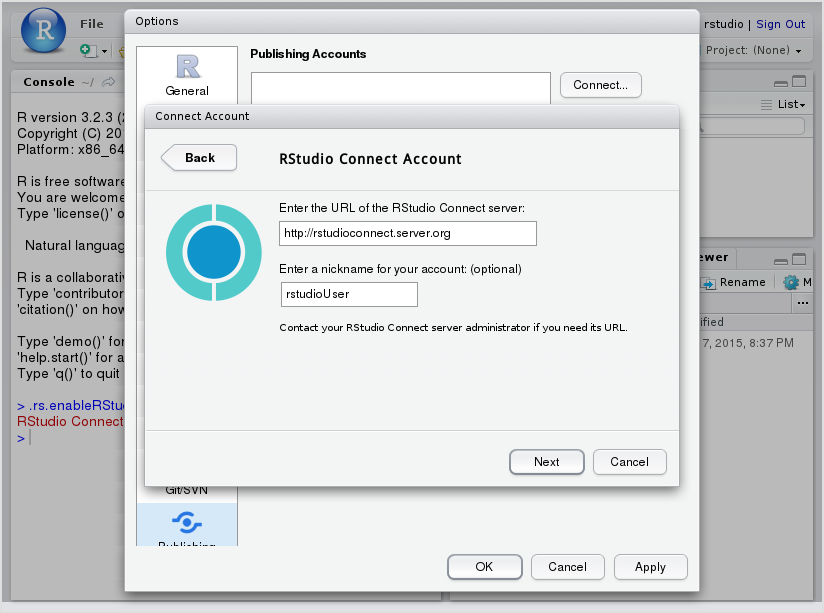 Options
File
rstudio | Sign Out
Project: (None)
Console ~/
R version 3.2.3 (2
Copyright (C) 20
Platform: x86_64
R is free software
You are welcome
Type 'license()' o
Natural languag
R is a collaborativ
Type 'contributor
'citation()' on how
Type 'demo()' for
'help.start()' for a
Type 'q()' to quit
> .rs.enableRStu
RStudio Connect
>
General
Publishing Accounts
Connect...
Connect Account
Back
RStudio Connect Account
Enter the URL of the RStudio Connect server:
http://rstudioconnect.server.org
Enter a nickname for your account: (optional)
rstudioUser
Contact your RStudio Connect server administrator if you need its URL.
Next
Cancel
Git/SVN
Publishing
OK
Cancel
Apply
List
ewer
Rename
M
ified
7, 2015, 8:37 PM